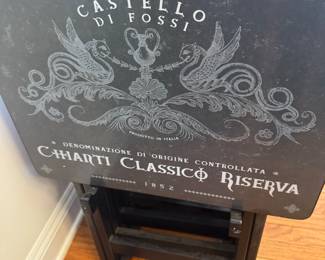 CASTELLO
DI FOSSI
PRODOTTO IN ITALIA
DENOMINAZIONE DI ORIGINE CONTROLLATA
CHIANTI CLASSICO RISERVA
1852